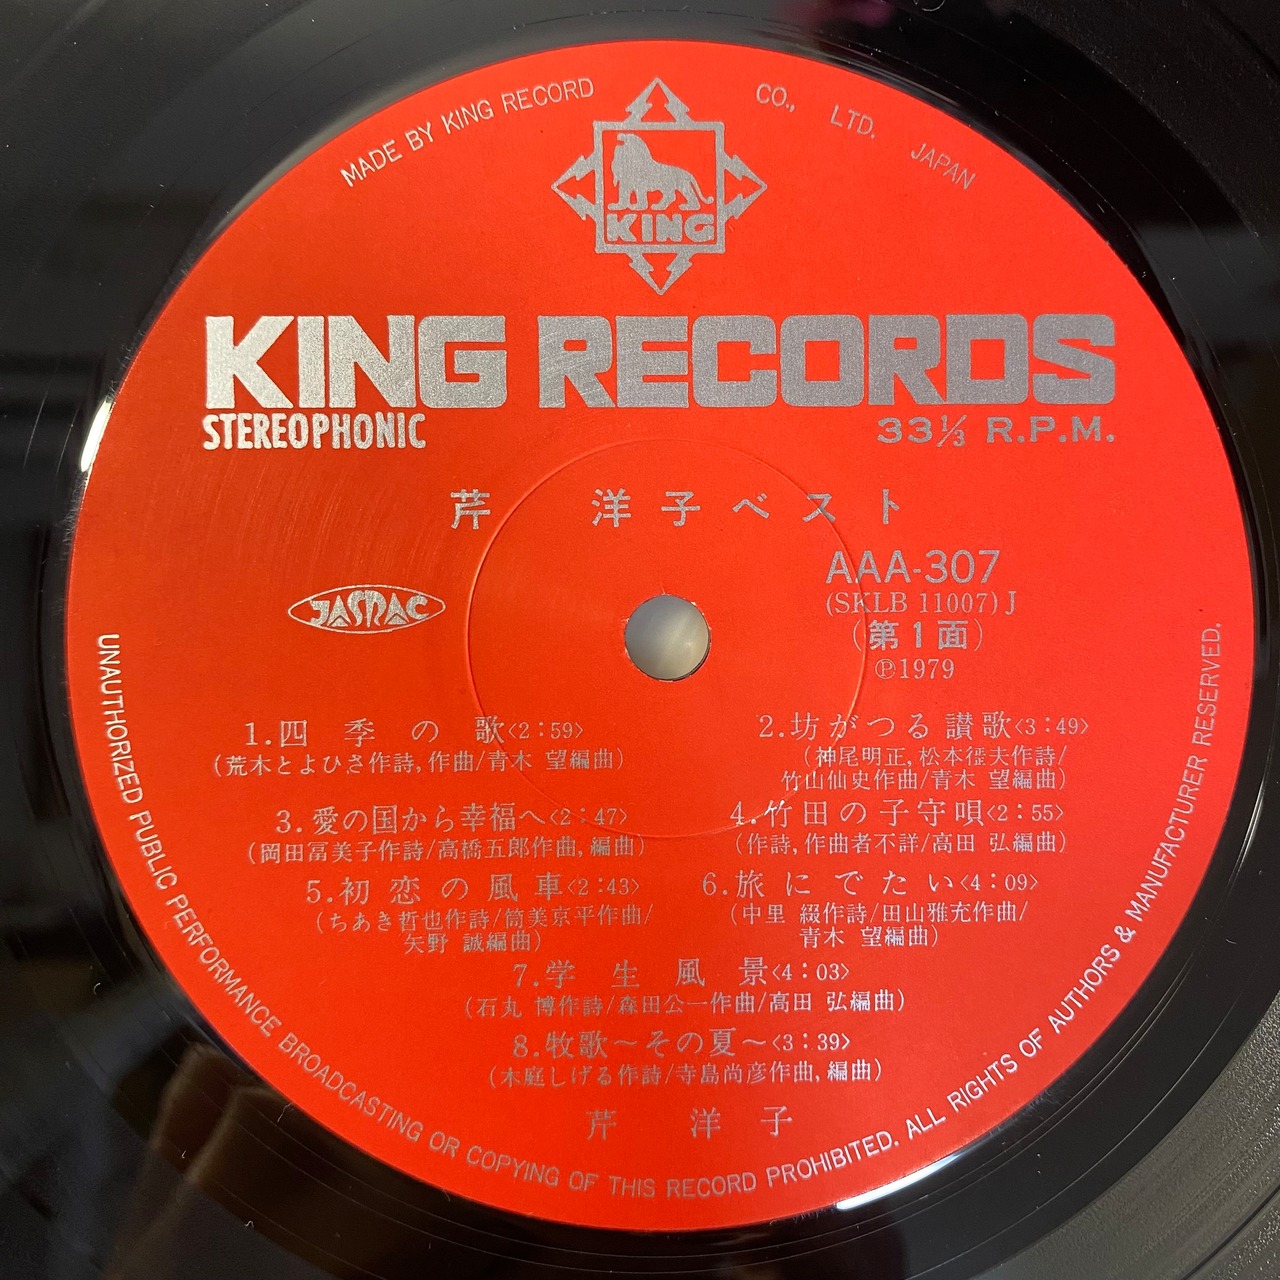 MADE BY KING RECORD CO., LTD. JAPAN
KING
KING RECORDS
STEREOPHONIC
33⅓ R.P.M.
芹 洋子ベスト
AAA-307
(SKLB 11007) J
JASRAC
(第1面)
℗1979
1.四季の歌<2:59>
(荒木とよひさ作詩,作曲/青木 望編曲)
2.坊がつる讃歌<3:49>
(神尾明正,松本徰夫作詩/
竹山仙史作曲/青木 望編曲)
3.愛の国から幸福へ<2:47>
(岡田冨美子作詩/高橋五郎作曲,編曲)
4.竹田の子守唄<2:55>
(作詩,作曲者不詳/高田 弘編曲)
5.初恋の風車<2:43>
(ちあき哲也作詩/筒美京平作曲/
矢野 誠編曲)
6.旅にでたい<4:09>
(中里 綴作詩/田山雅充作曲/
青木 望編曲)
7.学生風景<4:03>
(石丸 博作詩/森田公一作曲/高田 弘編曲)
8.牧歌〜その夏〜<3:39>
(木庭しげる作詩/寺島尚彦作曲,編曲)
芹 洋子
UNAUTHORIZED PUBLIC PERFORMANCE BROADCASTING OR COPYING OF THIS RECORD PROHIBITED. ALL RIGHTS OF AUTHORS & MANUFACTURER RESERVED.